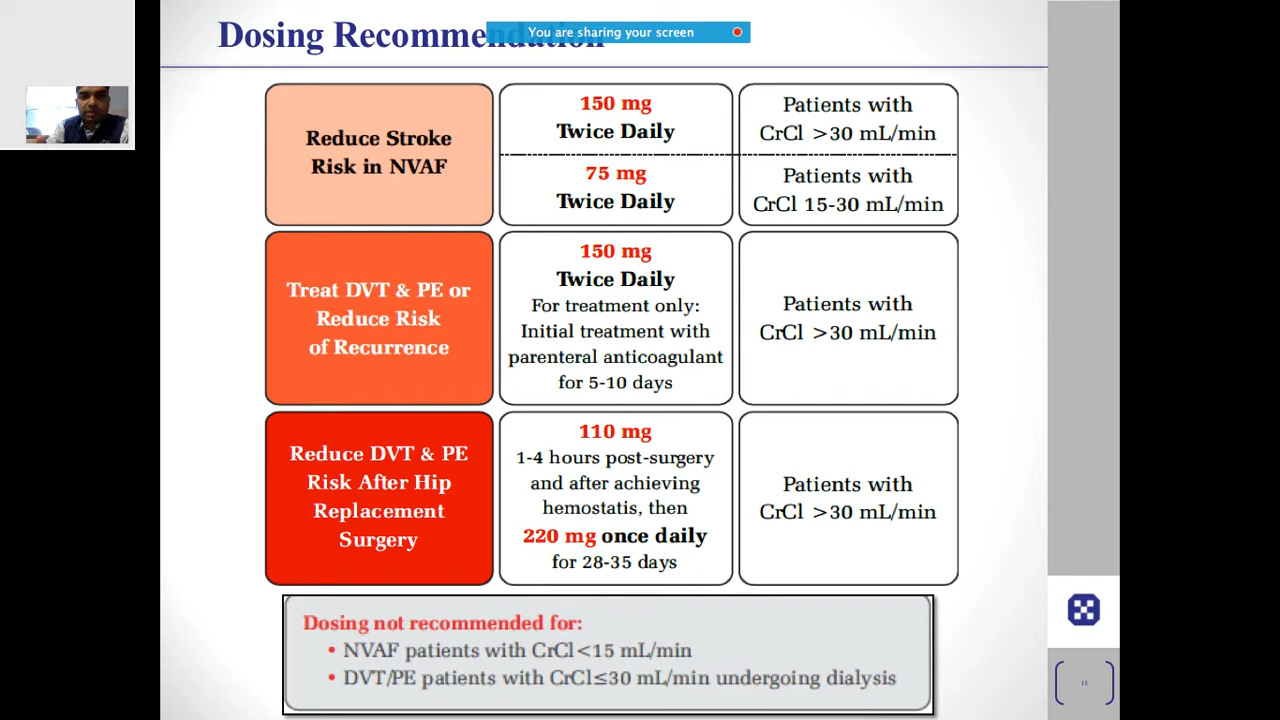 Dosing Recommendation
You are sharing your screen
Reduce Stroke
Risk in NVAF
150 mg
Twice Daily
Patients with
CrCl >30 mL/min
75 mg
Twice Daily
Patients with
CrCl 15-30 mL/min
Treat DVT & PE or
Reduce Risk
of Recurrence
150 mg
Twice Daily
For treatment only:
Initial treatment with
parenteral anticoagulant
for 5-10 days
Patients with
CrCl >30 mL/min
Reduce DVT & PE
Risk After Hip
Replacement
Surgery
110 mg
1-4 hours post-surgery
and after achieving
hemostatis, then
220 mg once daily
for 28-35 days
Patients with
CrCl >30 mL/min
Dosing not recommended for:
• NVAF patients with CrCl<15 mL/min
• DVT/PE patients with CrCl≤30 mL/min undergoing dialysis
15